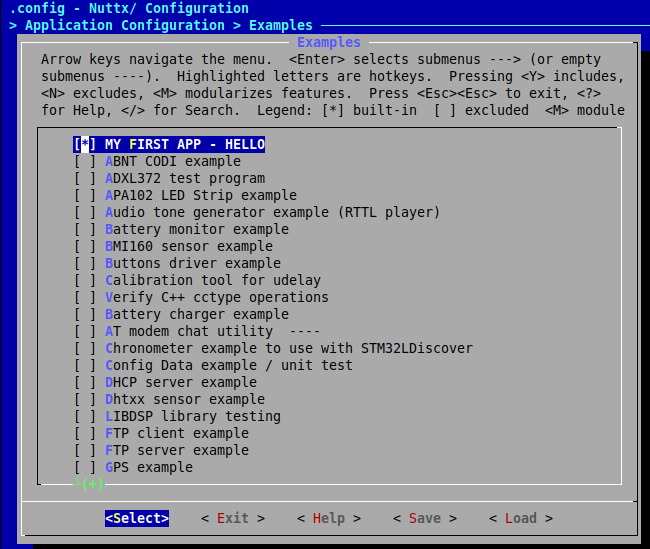 .config - Nuttx/ Configuration
> Application Configuration > Examples
Examples
Arrow keys navigate the menu.  <Enter> selects submenus ---> (or empty
submenus ----).  Highlighted letters are hotkeys.  Pressing <Y> includes,
<N> excludes, <M> modularizes features.  Press <Esc><Esc> to exit, <?>
for Help, </> for Search.  Legend: [*] built-in  [ ] excluded  <M> module
[*] MY FIRST APP - HELLO
[ ] ABNT CODI example
[ ] ADXL372 test program
[ ] APA102 LED Strip example
[ ] Audio tone generator example (RTTL player)
[ ] Battery monitor example
[ ] BMI160 sensor example
[ ] Buttons driver example
[ ] Calibration tool for udelay
[ ] Verify C++ cctype operations
[ ] Battery charger example
[ ] AT modem chat utility  ----
[ ] Chronometer example to use with STM32LDiscover
[ ] Config Data example / unit test
[ ] DHCP server example
[ ] Dhtxx sensor example
[ ] LIBDSP library testing
[ ] FTP client example
[ ] FTP server example
[ ] GPS example
(+)
<Select>    < Exit >    < Help >    < Save >    < Load >